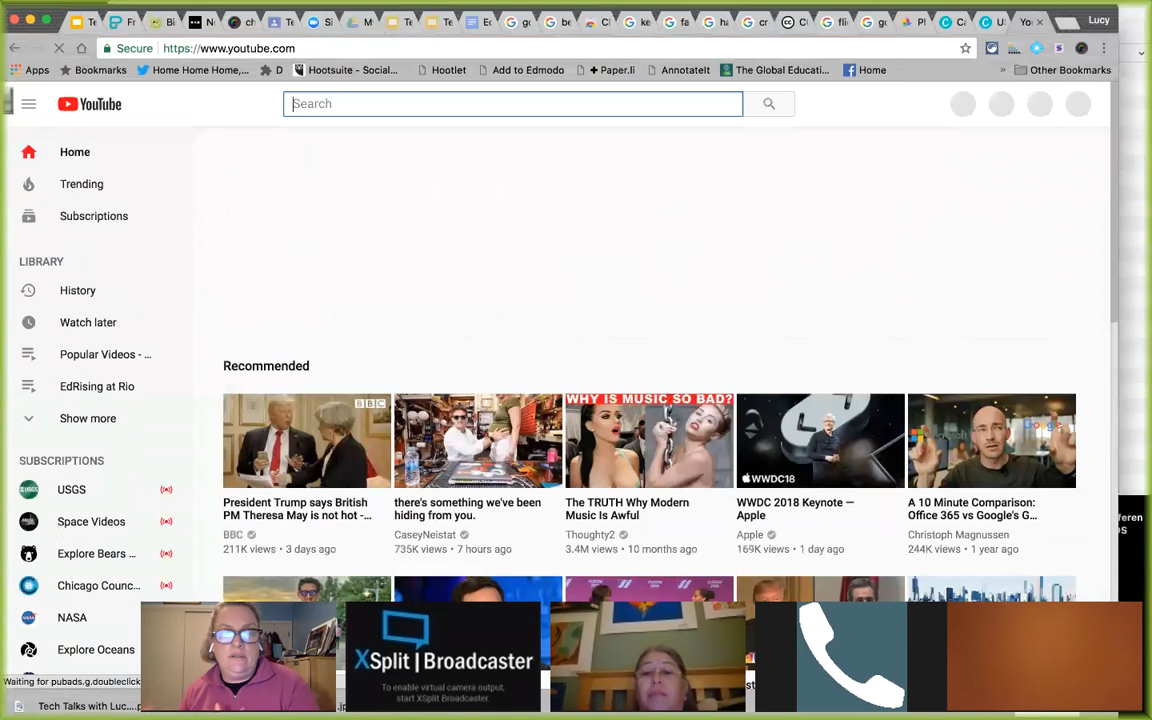 Lucy
Secure https://www.youtube.com
Apps Bookmarks Home Home Home,... D Hootsuite - Social... Hootlet Add to Edmodo + Paper.li AnnotateIt The Global Educati... Home » Other Bookmarks
YouTube Search
Home
Trending
Subscriptions
LIBRARY
History
Watch later
Popular Videos - ...
EdRising at Rio
Show more
SUBSCRIPTIONS
USGS
Space Videos
Explore Bears ...
Chicago Counc...
NASA
Explore Oceans
Recommended
BBC
WHY IS MUSIC SO BAD?
WWDC18
Google
President Trump says British
PM Theresa May is not hot -...
BBC
211K views • 3 days ago
there's something we've been
hiding from you.
CaseyNeistat
735K views • 7 hours ago
The TRUTH Why Modern
Music Is Awful
Thoughty2
3.4M views • 10 months ago
WWDC 2018 Keynote —
Apple
Apple
169K views • 1 day ago
A 10 Minute Comparison:
Office 365 vs Google's G...
Christoph Magnussen
244K views • 1 year ago
XSplit | Broadcaster
To enable virtual camera output,
start XSplit Broadcaster.
Waiting for pubads.g.doubleclick
Tech Talks with Luc....p